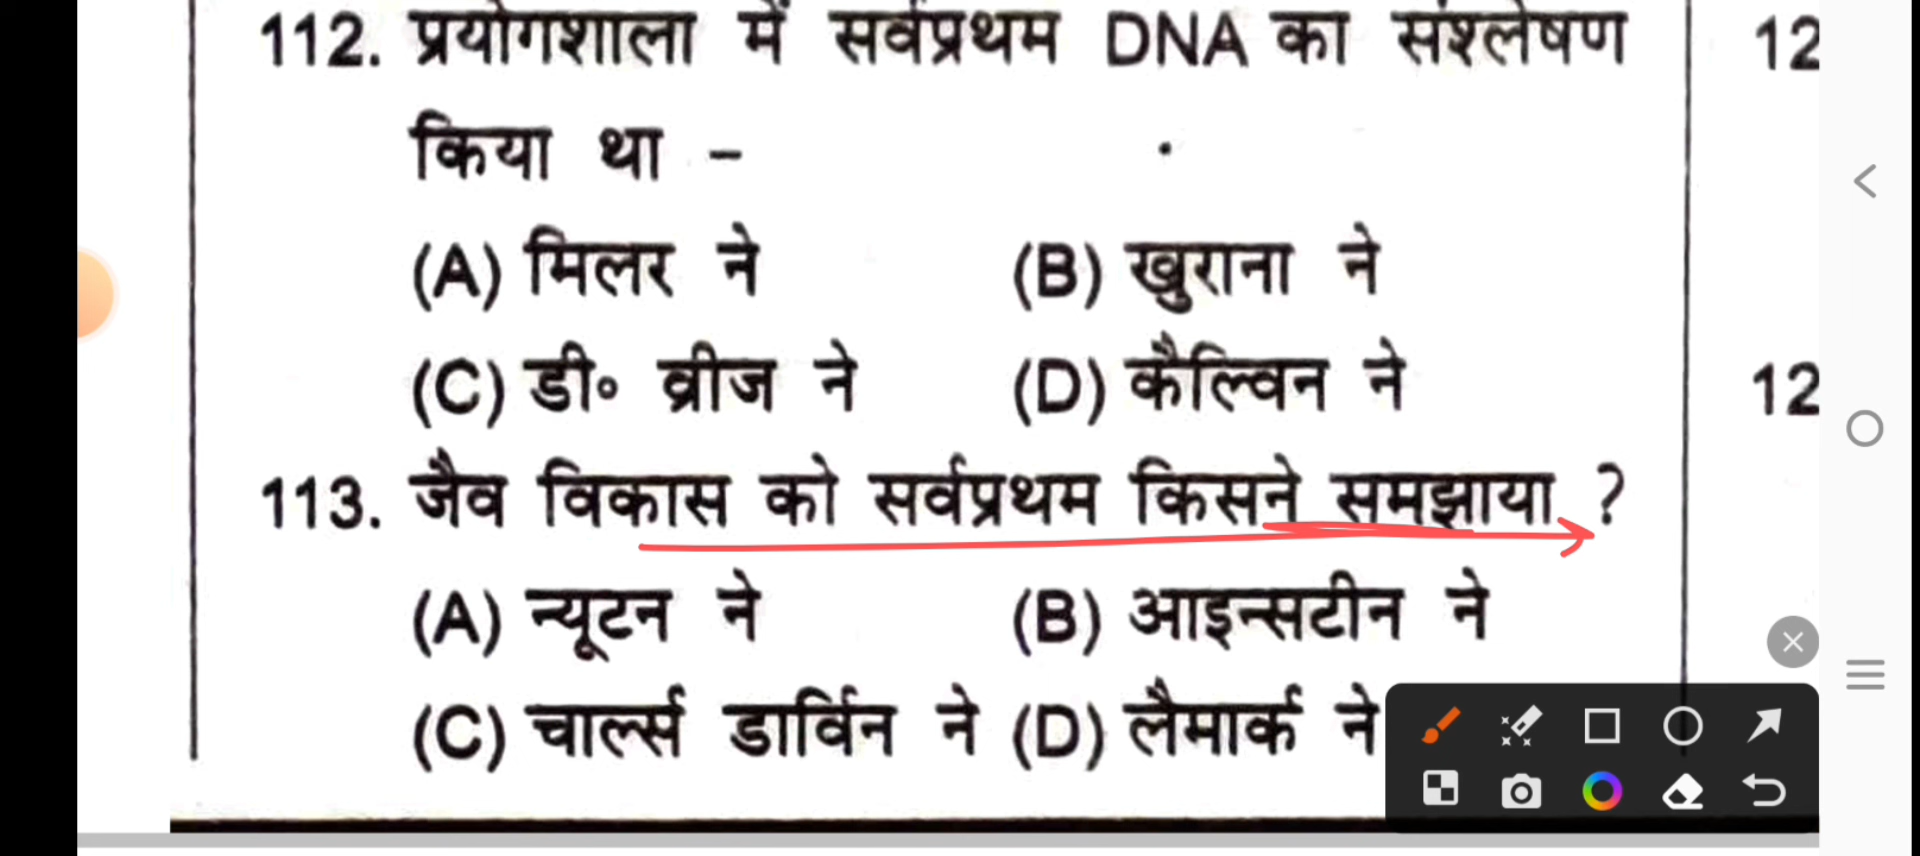 112. प्रयोगशाला में सर्वप्रथम DNA का संश्लेषण
किया था –
(A) मिलर ने (B) खुराना ने
(C) डी॰ व्रीज ने (D) कैल्विन ने
113. जैव विकास को सर्वप्रथम किसने समझाया ?
(A) न्यूटन ने (B) आइन्सटीन ने
(C) चार्ल्स डार्विन ने (D) लैमार्क ने
12
12